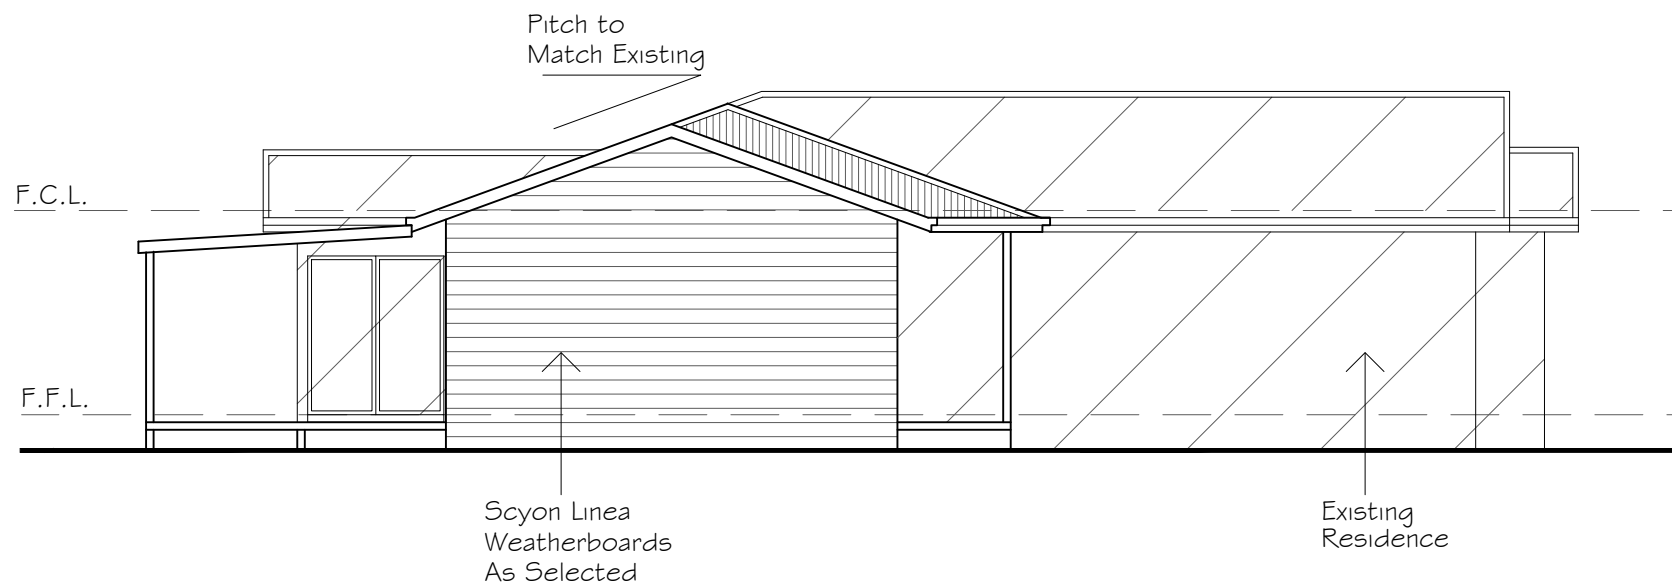 Pitch to
Match Existing
F.C.L.
F.F.L.
Scyon Linea
Weatherboards
As Selected
Existing
Residence